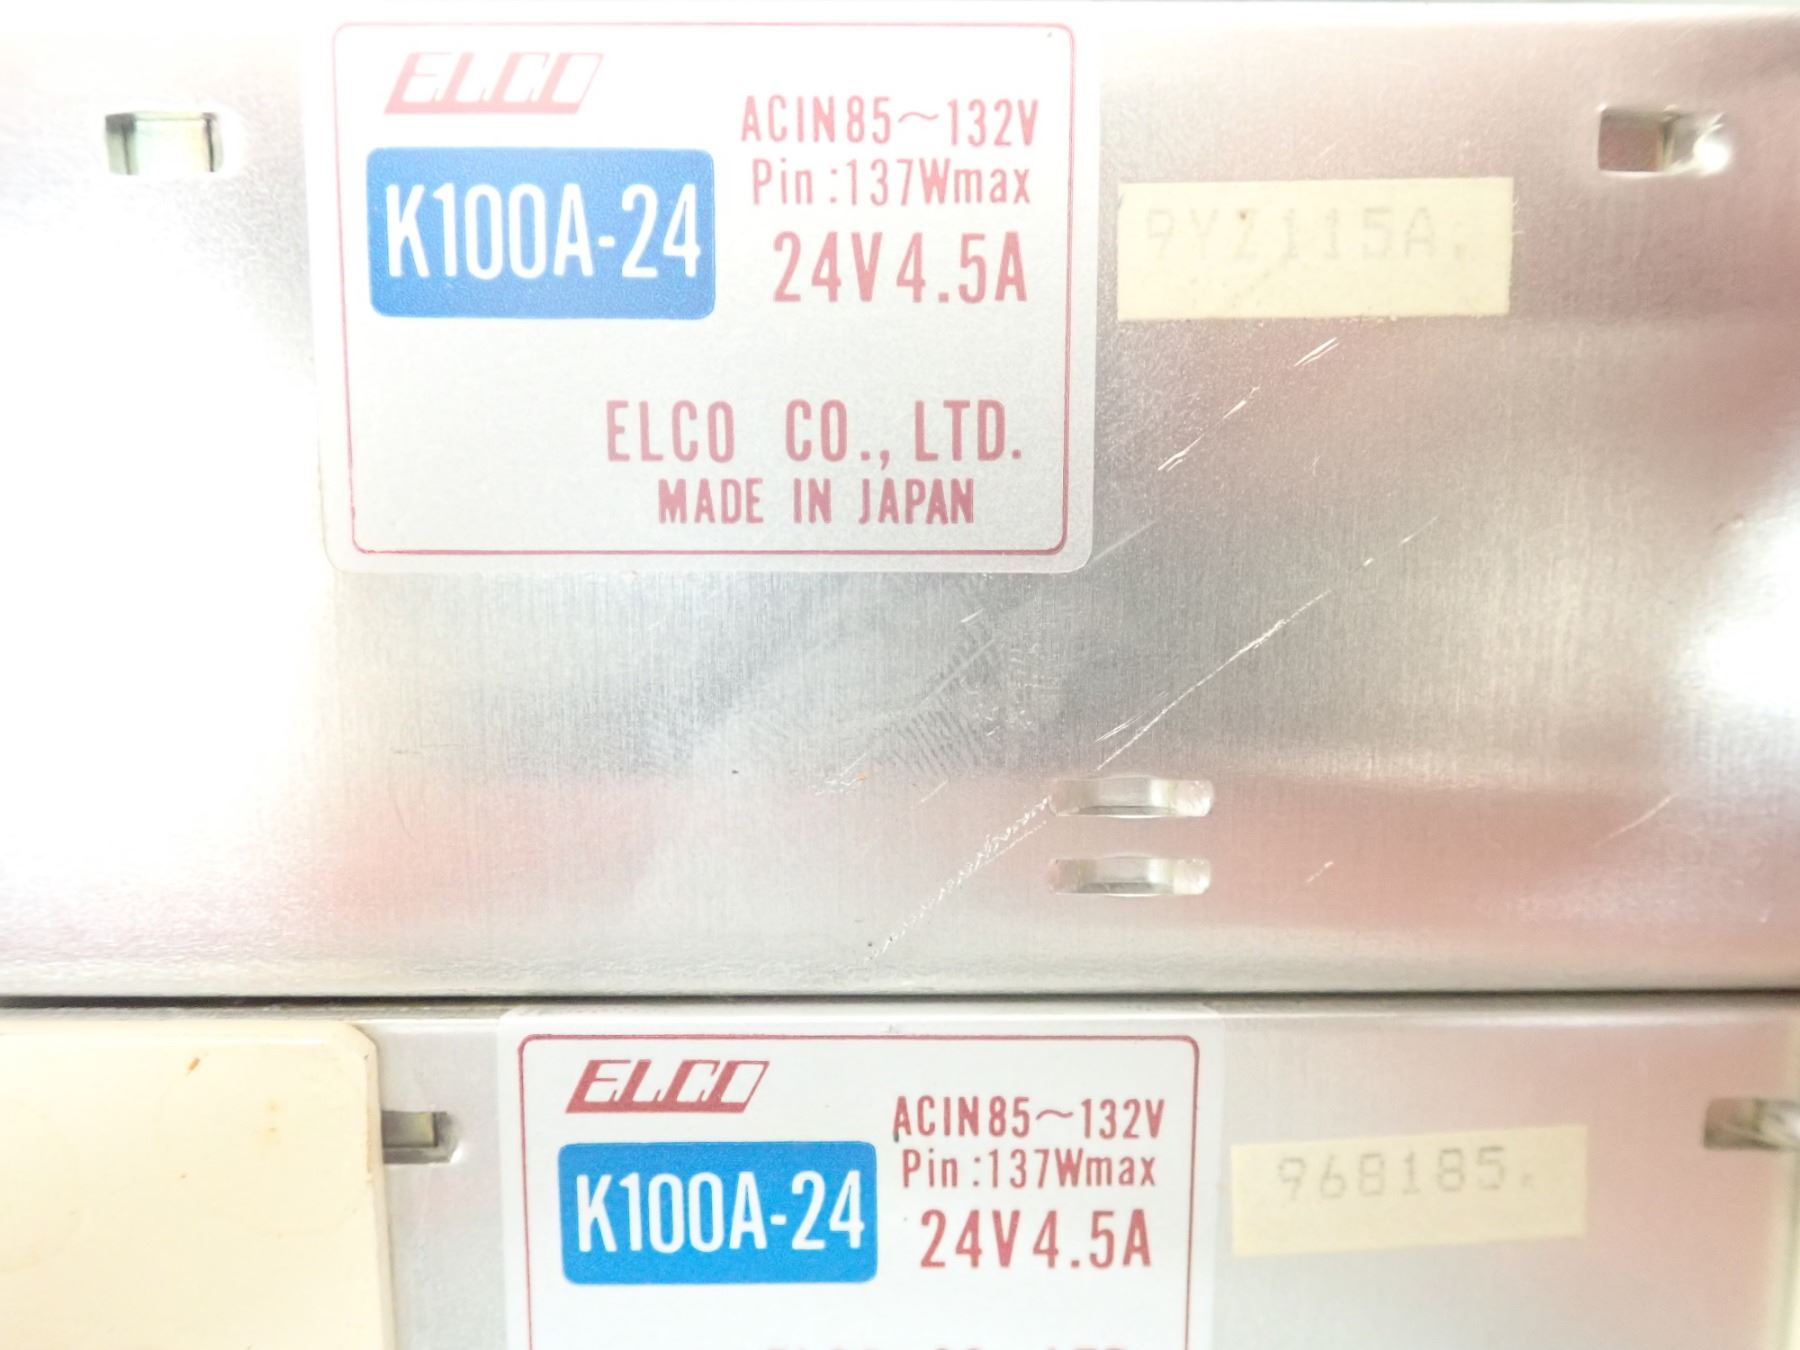 ELCO
ACIN85～132V
Pin:137Wmax
K100A-24
24V4.5A
9YZ115A.
ELCO CO., LTD.
MADE IN JAPAN
ELCO
ACIN85～132V
Pin:137Wmax
K100A-24
24V4.5A
968185.